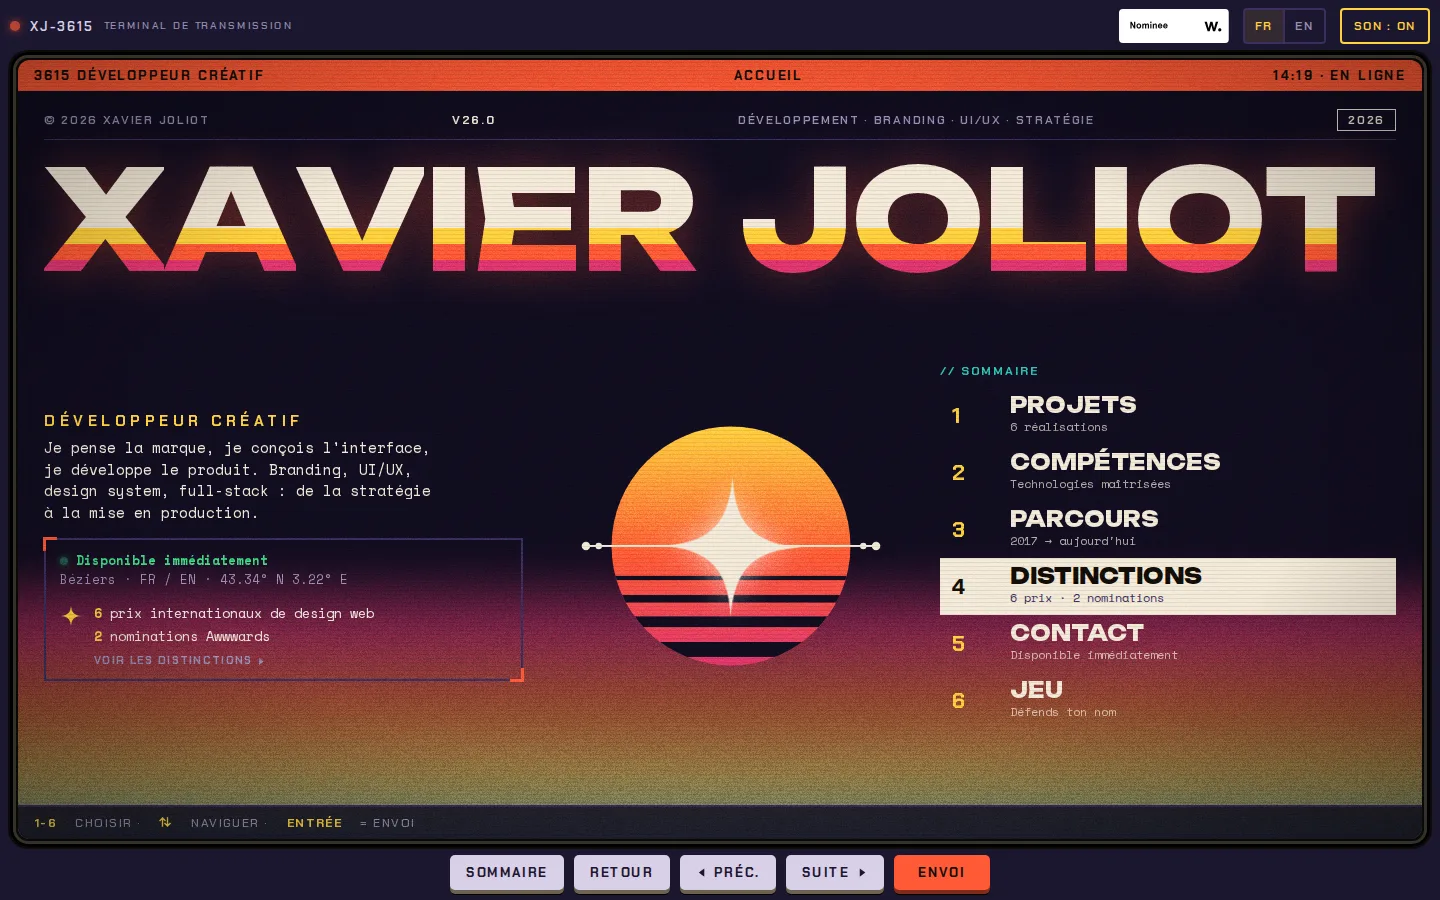 XJ-3615 TERMINAL DE TRANSMISSION
Nominee W.
FR EN
SON : ON
3615 DÉVELOPPEUR CRÉATIF
ACCUEIL
14:19 · EN LIGNE
© 2026 XAVIER JOLIOT
V26.0
DÉVELOPPEMENT · BRANDING · UI/UX · STRATÉGIE
2026
XAVIER JOLIOT
DÉVELOPPEUR CRÉATIF
Je pense la marque, je conçois l'interface,
je développe le produit. Branding, UI/UX,
design system, full-stack : de la stratégie
à la mise en production.
Disponible immédiatement
Béziers · FR / EN · 43.34° N 3.22° E
6 prix internationaux de design web
2 nominations Awwwards
VOIR LES DISTINCTIONS ▸
// SOMMAIRE
1 PROJETS
6 réalisations
2 COMPÉTENCES
Technologies maîtrisées
3 PARCOURS
2017 → aujourd'hui
4 DISTINCTIONS
6 prix · 2 nominations
5 CONTACT
Disponible immédiatement
6 JEU
Défends ton nom
1-6 CHOISIR · ⇅ NAVIGUER · ENTRÉE = ENVOI
SOMMAIRE
RETOUR
◂ PRÉC.
SUITE ▸
ENVOI